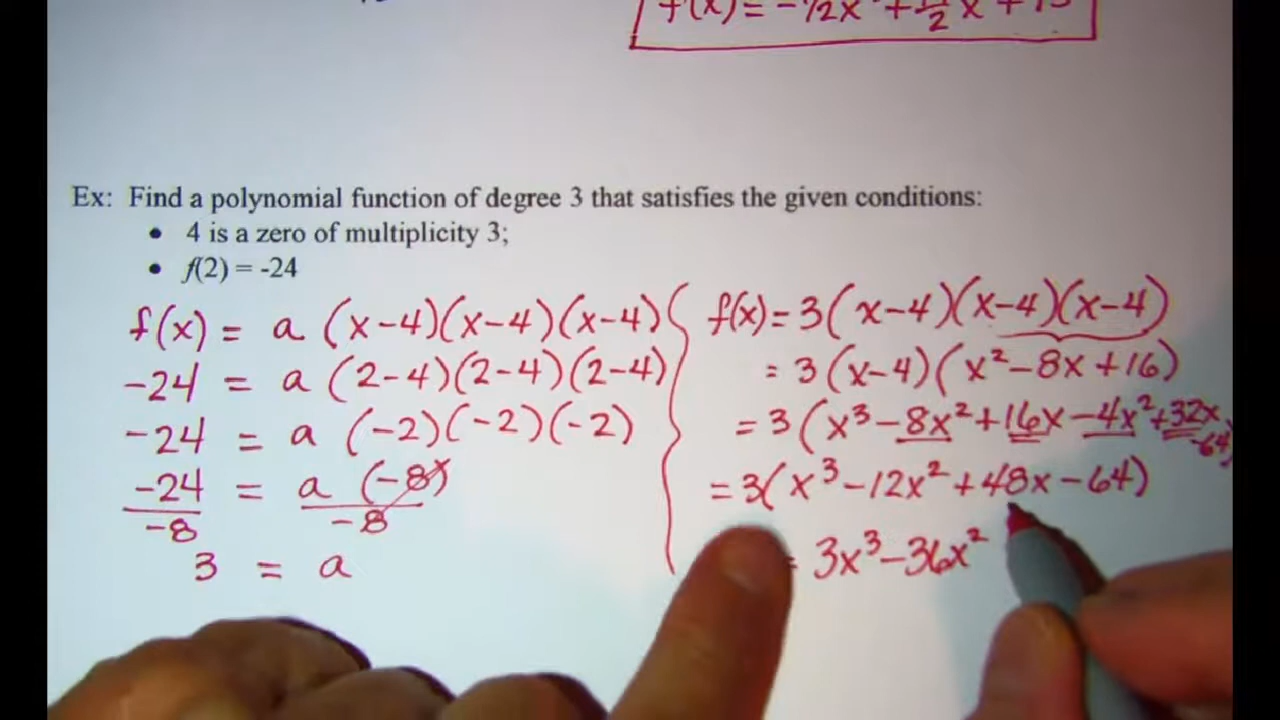 f(x) = -1/2x + x +
Ex: Find a polynomial function of degree 3 that satisfies the given conditions:
• 4 is a zero of multiplicity 3;
• f(2) = -24
f(x) = a (x-4)(x-4)(x-4)
-24 = a (2-4)(2-4)(2-4)
-24 = a (-2)(-2)(-2)
-24/-8 = a (-8)/-8
3 = a
f(x) = 3(x-4)(x-4)(x-4)
= 3(x-4)(x²-8x+16)
= 3(x³-8x²+16x-4x²+32x
-64)
= 3(x³-12x²+48x-64)
= 3x³-36x²